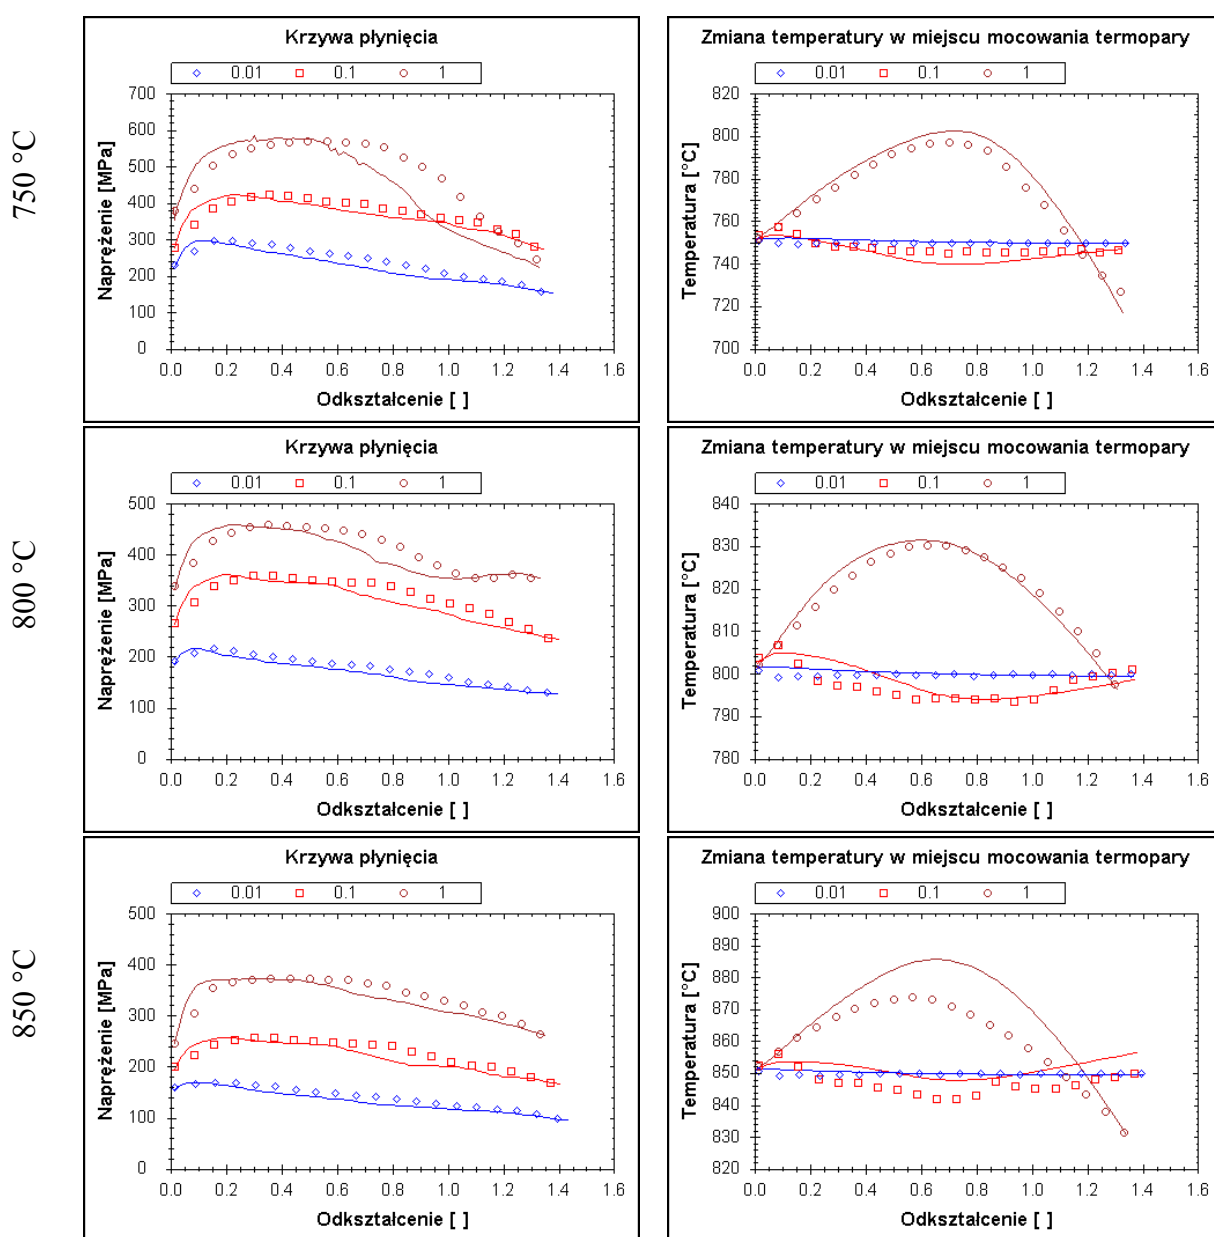 750 °C
Krzywa płynięcia
0.01 0.1 1
Naprężenie [MPa]
700
600
500
400
300
200
100
0
0.0 0.2 0.4 0.6 0.8 1.0 1.2 1.4 1.6
Odkształcenie [ ]
Zmiana temperatury w miejscu mocowania termopary
0.01 0.1 1
Temperatura [°C]
820
800
780
760
740
720
700
0.0 0.2 0.4 0.6 0.8 1.0 1.2 1.4 1.6
Odkształcenie [ ]
800 °C
Krzywa płynięcia
0.01 0.1 1
Naprężenie [MPa]
500
400
300
200
100
0
0.0 0.2 0.4 0.6 0.8 1.0 1.2 1.4 1.6
Odkształcenie [ ]
Zmiana temperatury w miejscu mocowania termopary
0.01 0.1 1
Temperatura [°C]
840
830
820
810
800
790
780
0.0 0.2 0.4 0.6 0.8 1.0 1.2 1.4 1.6
Odkształcenie [ ]
850 °C
Krzywa płynięcia
0.01 0.1 1
Naprężenie [MPa]
500
400
300
200
100
0
0.0 0.2 0.4 0.6 0.8 1.0 1.2 1.4 1.6
Odkształcenie [ ]
Zmiana temperatury w miejscu mocowania termopary
0.01 0.1 1
Temperatura [°C]
900
890
880
870
860
850
840
830
820
0.0 0.2 0.4 0.6 0.8 1.0 1.2 1.4 1.6
Odkształcenie [ ]